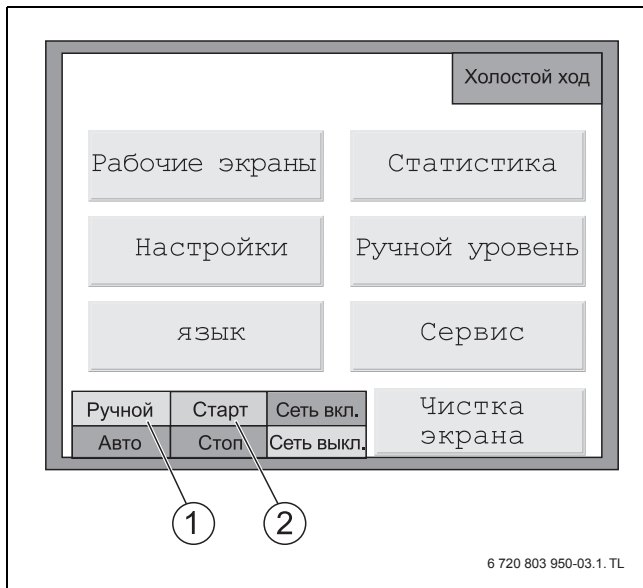 Холостой ход
Рабочие экраны
Статистика
Настройки
Ручной уровень
язык
Сервис
Ручной
Старт
Сеть вкл.
Чистка
экрана
Авто
Стоп
Сеть выкл.
1
2
6 720 803 950-03.1. TL